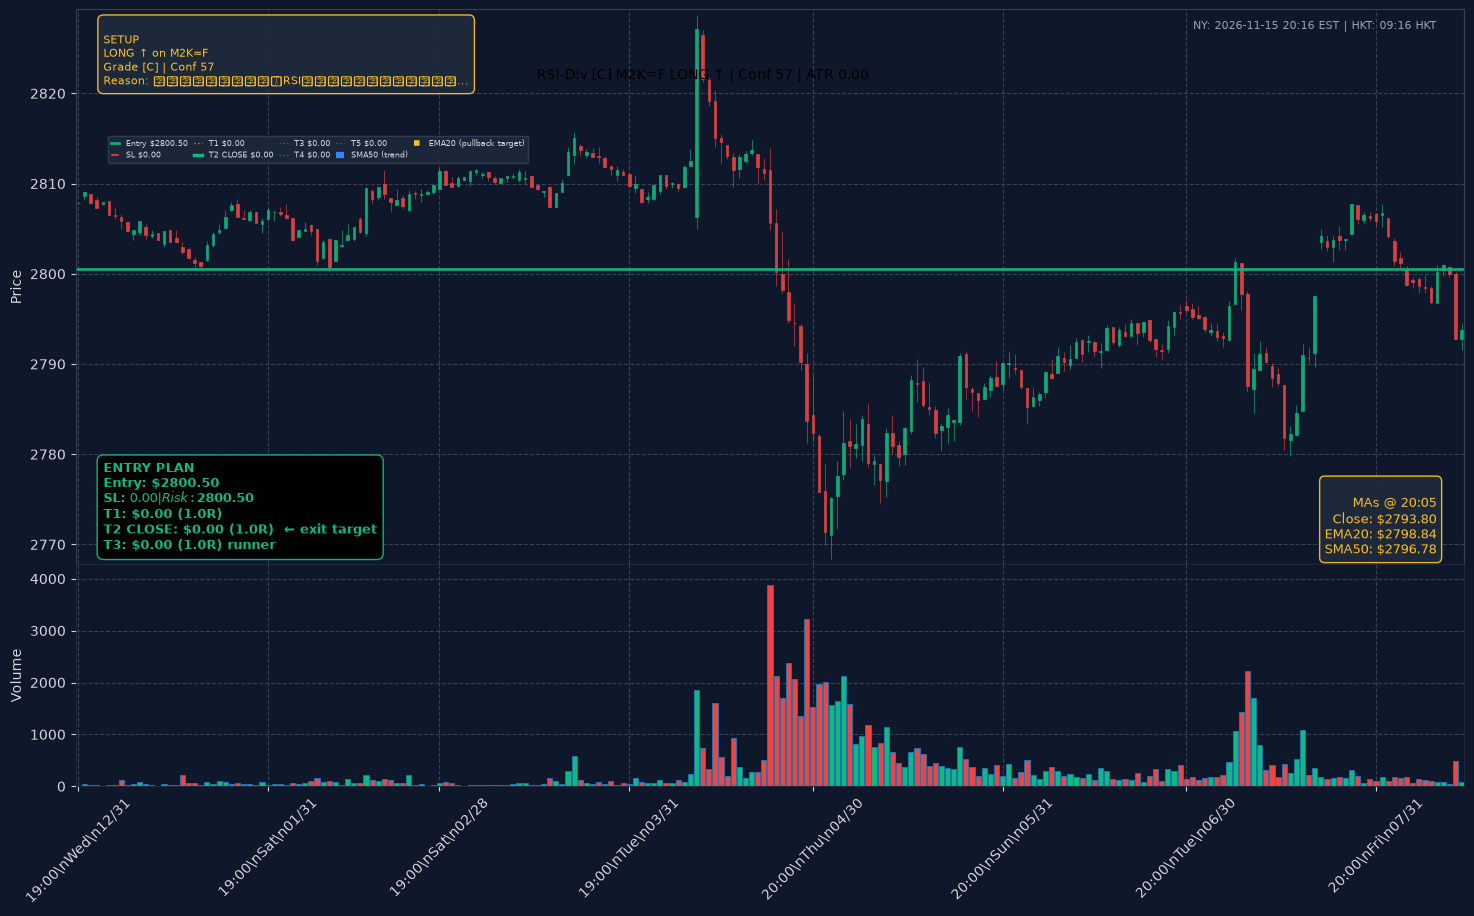 NY: 2026-11-15 20:16 EST | HKT: 09:16 HKT
SETUP
LONG ↑ on M2K=F
Grade [C] | Conf 57
Reason: RSI...
RSI-Div [C] M2K=F LONG ↑ | Conf 57 | ATR 0.00
Entry $2800.50 T1 $0.00 T3 $0.00 T5 $0.00 EMA20 (pullback target)
SL $0.00 T2 CLOSE $0.00 T4 $0.00 SMA50 (trend)
Price
2820
2810
2800
2790
2780
2770
ENTRY PLAN
Entry: $2800.50
SL: 0.00|Risk:2800.50
T1: $0.00 (1.0R)
T2 CLOSE: $0.00 (1.0R) ← exit target
T3: $0.00 (1.0R) runner
MAs @ 20:05
Close: $2793.80
EMA20: $2798.84
SMA50: $2796.78
Volume
4000
3000
2000
1000
0
19:00\nWed\n12/31
19:00\nSat\n01/31
19:00\nSat\n02/28
19:00\nTue\n03/31
20:00\nThu\n04/30
20:00\nSun\n05/31
20:00\nTue\n06/30
20:00\nFri\n07/31